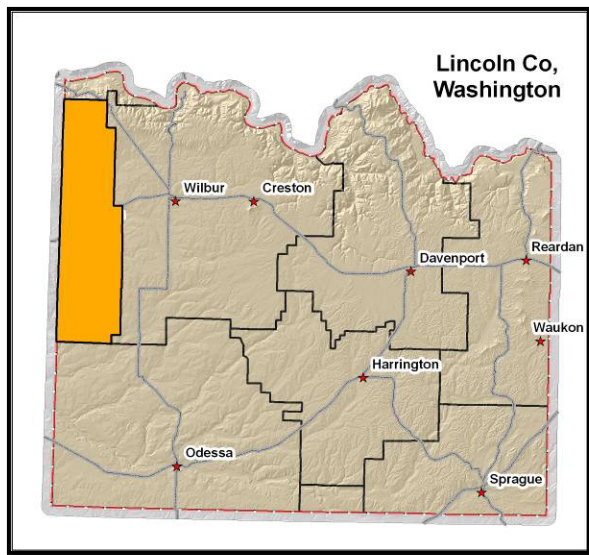 Lincoln Co,
Washington
Wilbur
Creston
Reardan
Davenport
Waukon
Harrington
Odessa
Sprague